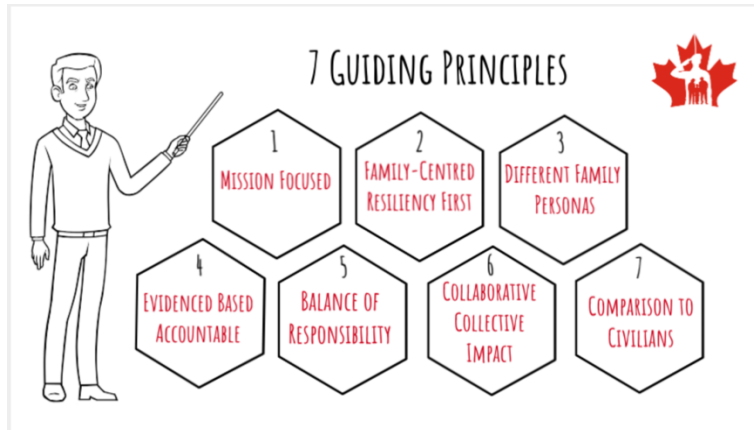 7 Guiding Principles
1
Mission Focused
2
Family-Centred
Resiliency First
3
Different Family
Personas
4
Evidenced Based
Accountable
5
Balance of
Responsibility
6
Collaborative
Collective
Impact
7
Comparison to
Civilians